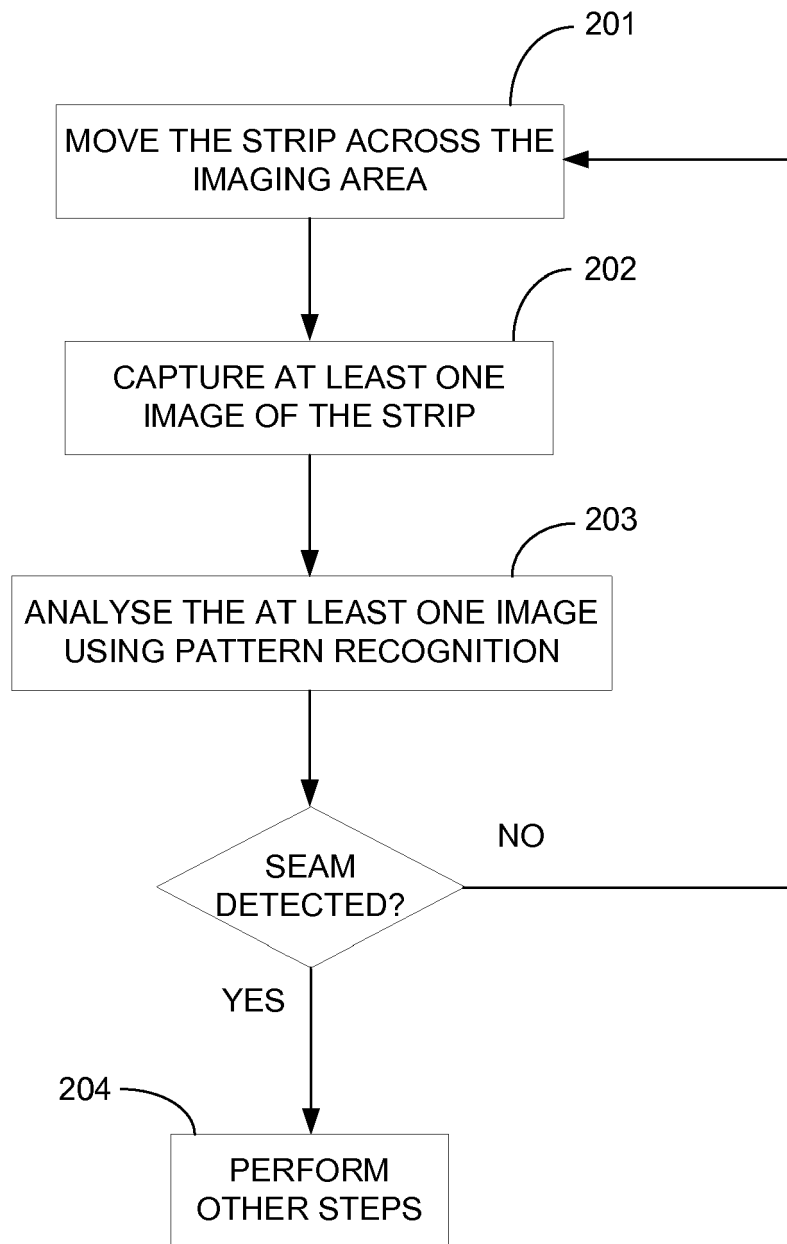 201
MOVE THE STRIP ACROSS THE
IMAGING AREA
202
CAPTURE AT LEAST ONE
IMAGE OF THE STRIP
203
ANALYSE THE AT LEAST ONE IMAGE
USING PATTERN RECOGNITION
SEAM
DETECTED?
NO
YES
204
PERFORM
OTHER STEPS